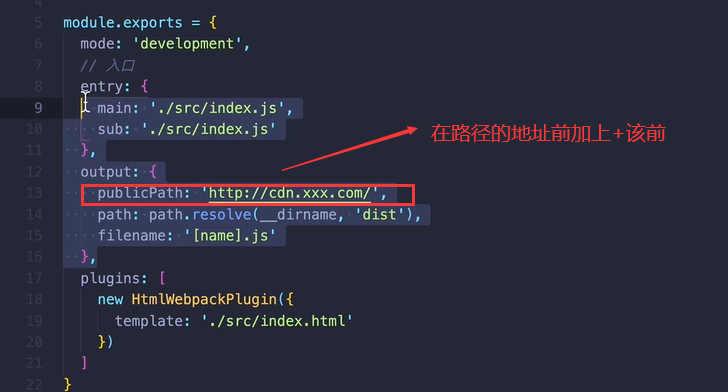 5 module.exports = {
6 mode: 'development',
7 // 入口
8 entry: {
9 main: './src/index.js',
10 sub: './src/index.js'
11 },
12 output: {
13 publicPath: 'http://cdn.xxx.com/',
14 path: path.resolve(__dirname, 'dist'),
15 filename: '[name].js'
16 },
17 plugins: [
18 new HtmlWebpackPlugin({
19 template: './src/index.html'
20 })
21 ]
22 }
在路径的地址前加上+该前